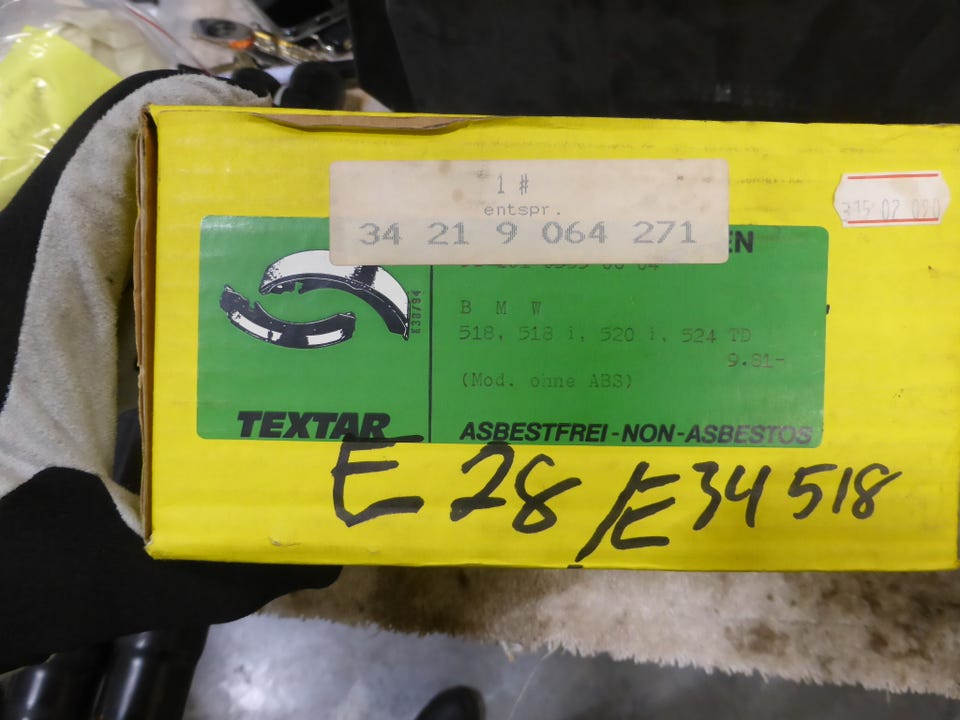 1 #
entspr.
34 21 9 064 271
EN
B M W
518, 518 i, 520 i, 524 TD
9.81-
(Mod. ohne ABS)
TEXTAR
ASBESTFREI-NON-ASBESTOS
E28/E34 518